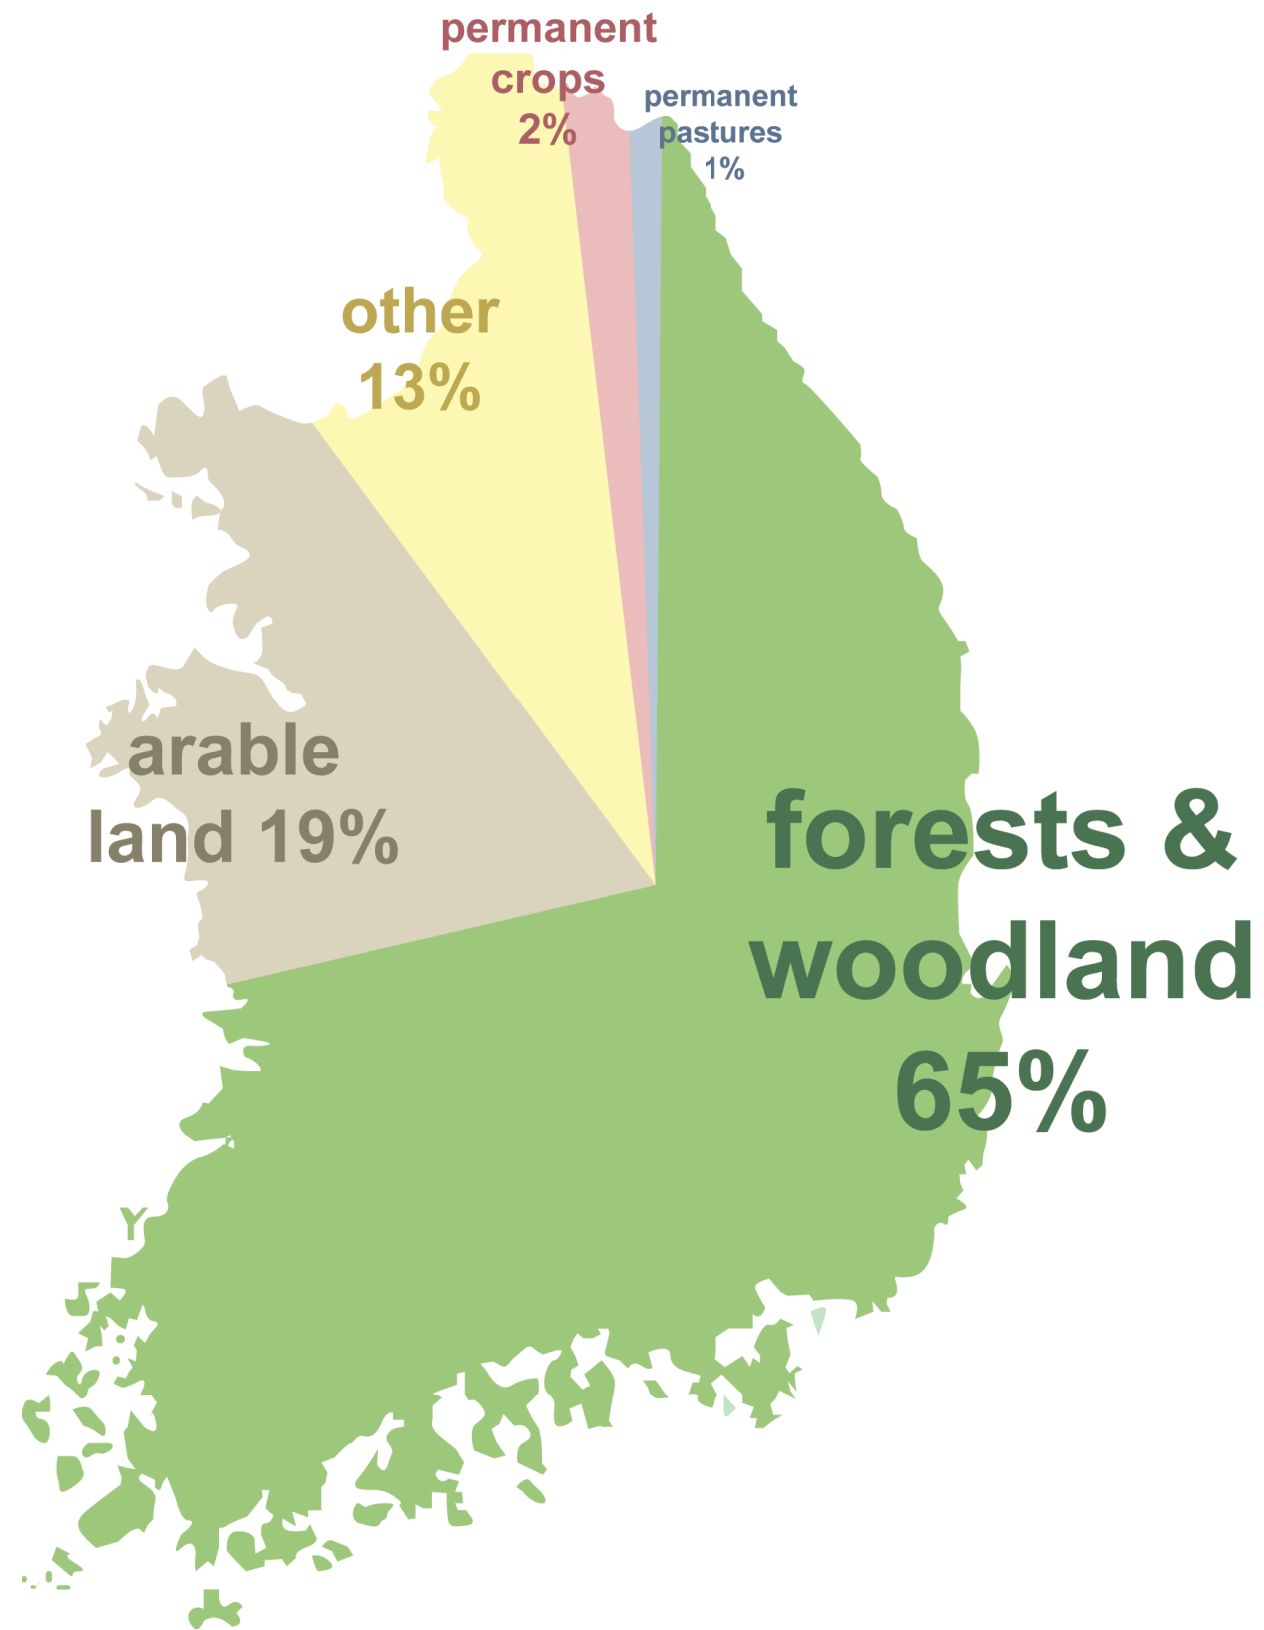 permanent
crops
2%
permanent
pastures
1%
other
13%
arable
land 19%
forests &
woodland
65%